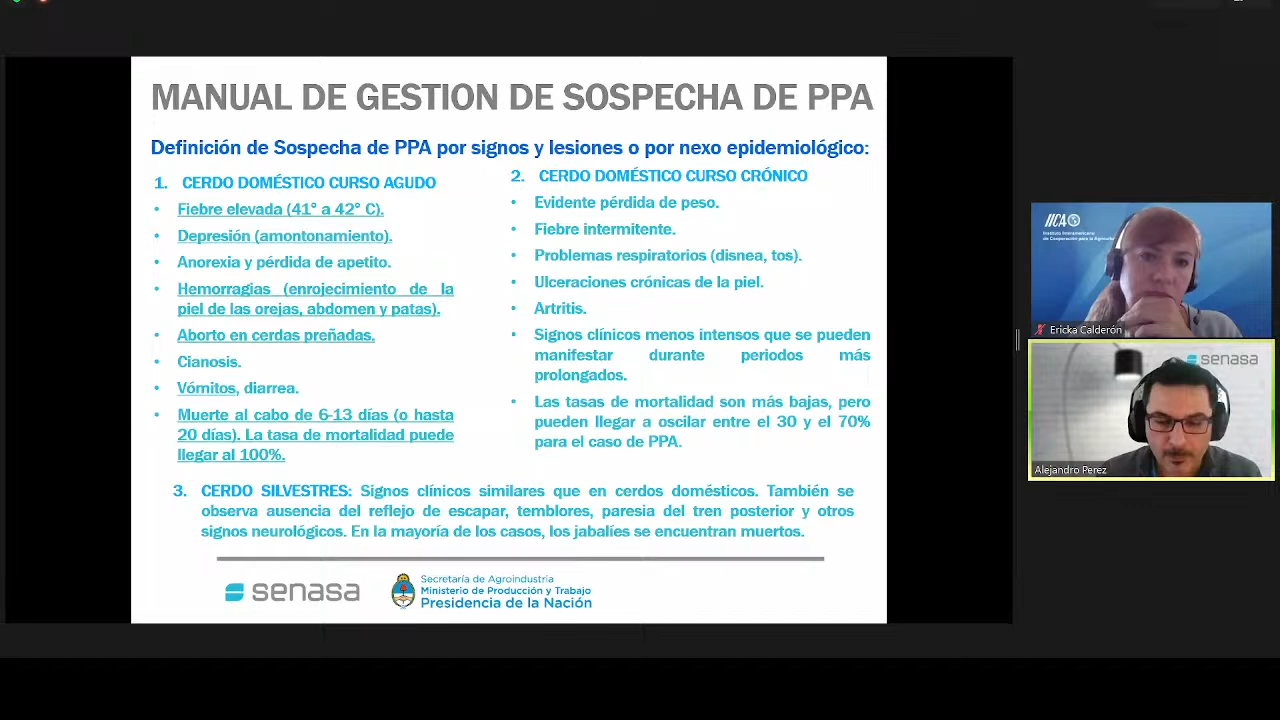 MANUAL DE GESTION DE SOSPECHA DE PPA
Definición de Sospecha de PPA por signos y lesiones o por nexo epidemiológico:
1. CERDO DOMÉSTICO CURSO AGUDO
• Fiebre elevada (41° a 42° C).
• Depresión (amontonamiento).
• Anorexia y pérdida de apetito.
• Hemorragias (enrojecimiento de la
piel de las orejas, abdomen y patas).
• Aborto en cerdas preñadas.
• Cianosis.
• Vómitos, diarrea.
• Muerte al cabo de 6-13 días (o hasta
20 días). La tasa de mortalidad puede
llegar al 100%.
2. CERDO DOMÉSTICO CURSO CRÓNICO
• Evidente pérdida de peso.
• Fiebre intermitente.
• Problemas respiratorios (disnea, tos).
• Ulceraciones crónicas de la piel.
• Artritis.
• Signos clínicos menos intensos que se pueden
manifestar durante periodos más
prolongados.
• Las tasas de mortalidad son más bajas, pero
pueden llegar a oscilar entre el 30 y el 70%
para el caso de PPA.
3. CERDO SILVESTRES: Signos clínicos similares que en cerdos domésticos. También se
observa ausencia del reflejo de escapar, temblores, paresia del tren posterior y otros
signos neurológicos. En la mayoría de los casos, los jabalíes se encuentran muertos.
senasa
Secretaría de Agroindustria
Ministerio de Producción y Trabajo
Presidencia de la Nación
IICA
Instituto Interamericano
de Cooperación para la Agricultura
Ericka Calderón
senasa
Alejandro Perez